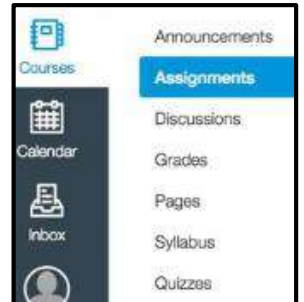 Courses
Calendar
Inbox
Announcements
Assignments
Discussions
Grades
Pages
Syllabus
Quizzes